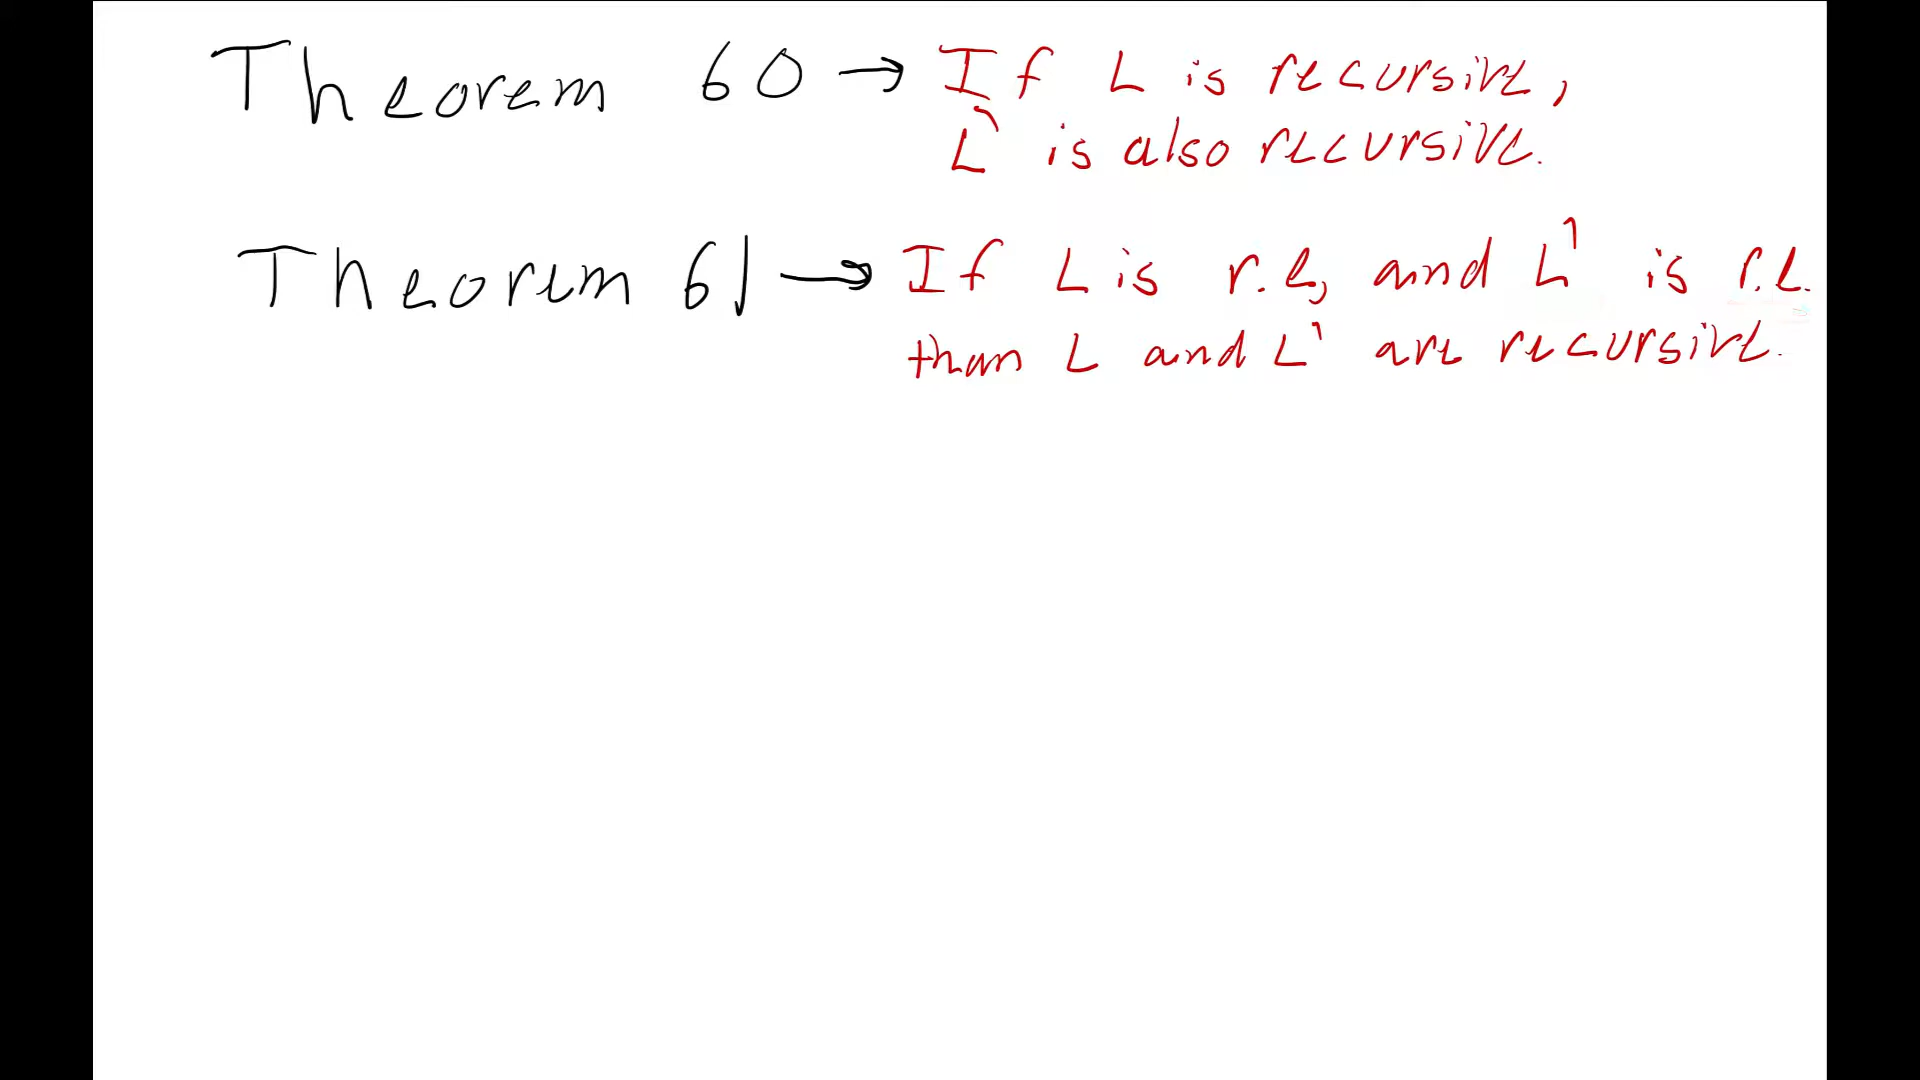 Theorem 60 → If L is recursive,
L' is also recursive.
Theorem 61 → If L is r.e, and L' is r.e.
than L and L' are recursive.